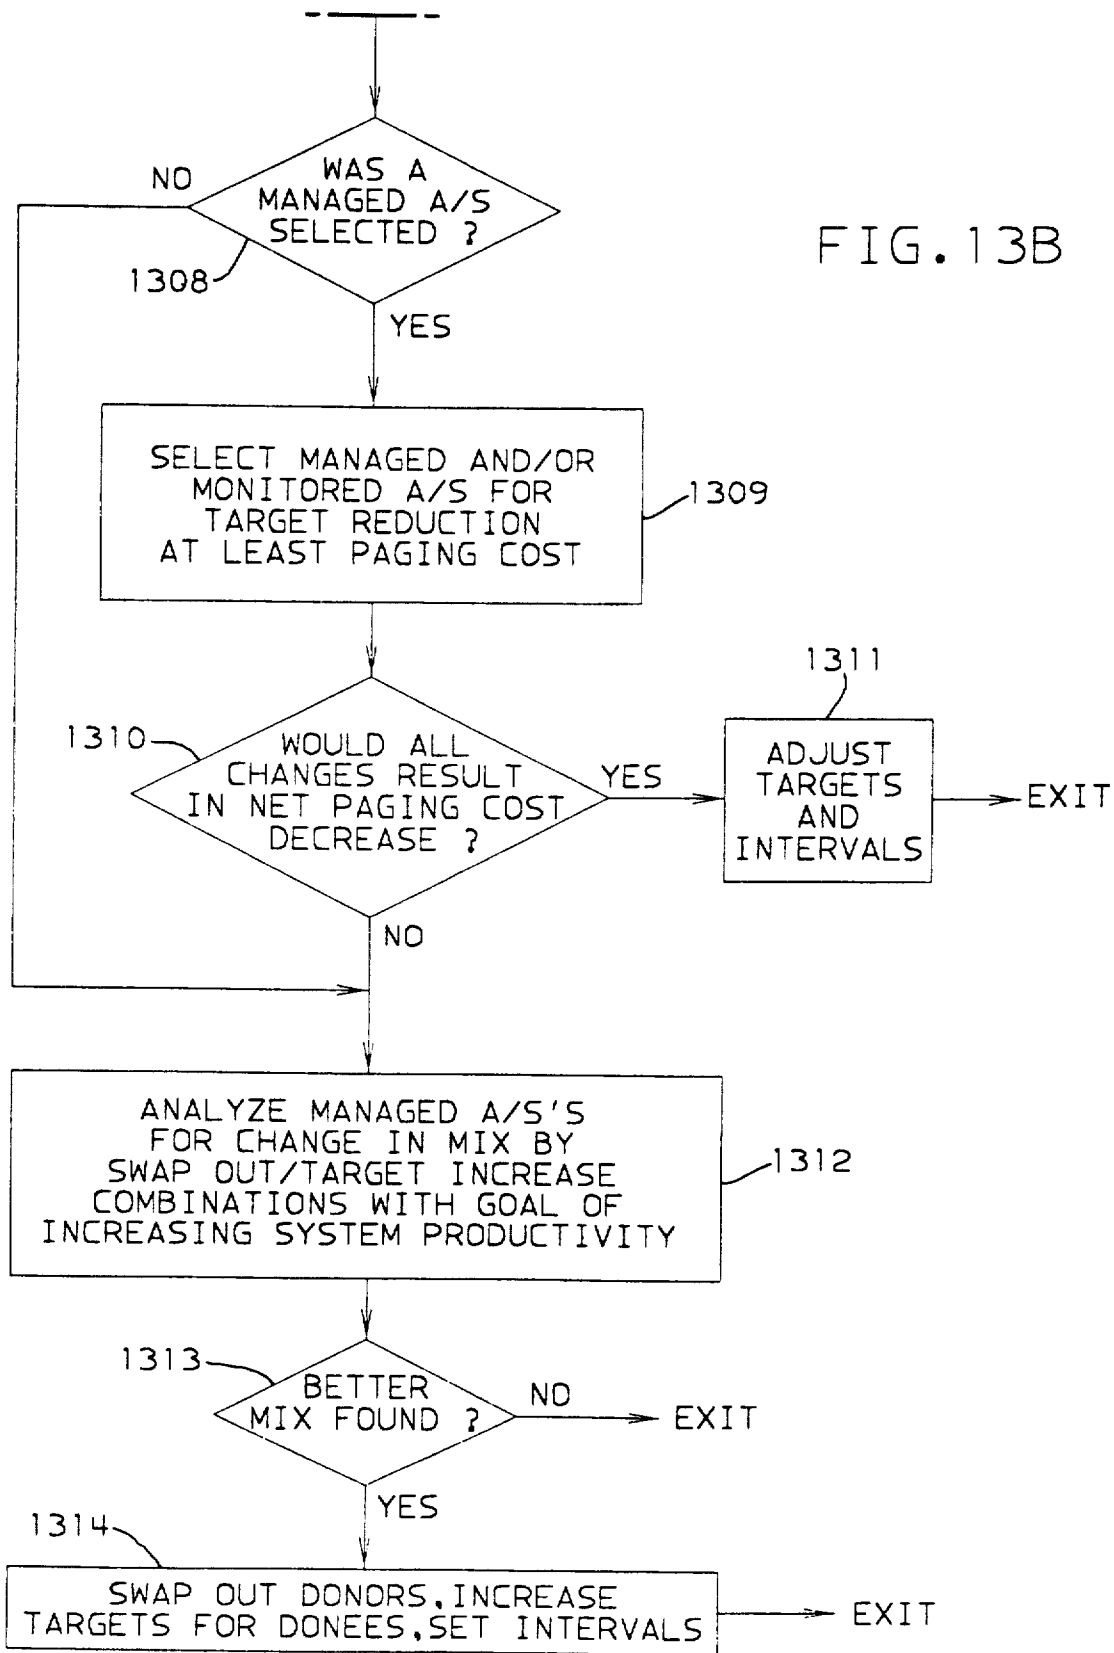 WAS A
MANAGED A/S
SELECTED ?
NO
1308
YES
FIG.13B
SELECT MANAGED AND/OR
MONITORED A/S FOR
TARGET REDUCTION
AT LEAST PAGING COST
1309
1310
WOULD ALL
CHANGES RESULT
IN NET PAGING COST
DECREASE ?
YES
NO
1311
ADJUST
TARGETS
AND
INTERVALS
EXIT
ANALYZE MANAGED A/S'S
FOR CHANGE IN MIX BY
SWAP OUT/TARGET INCREASE
COMBINATIONS WITH GOAL OF
INCREASING SYSTEM PRODUCTIVITY
1312
1313
BETTER
MIX FOUND ?
NO
EXIT
YES
1314
SWAP OUT DONORS,INCREASE
TARGETS FOR DONEES,SET INTERVALS
EXIT